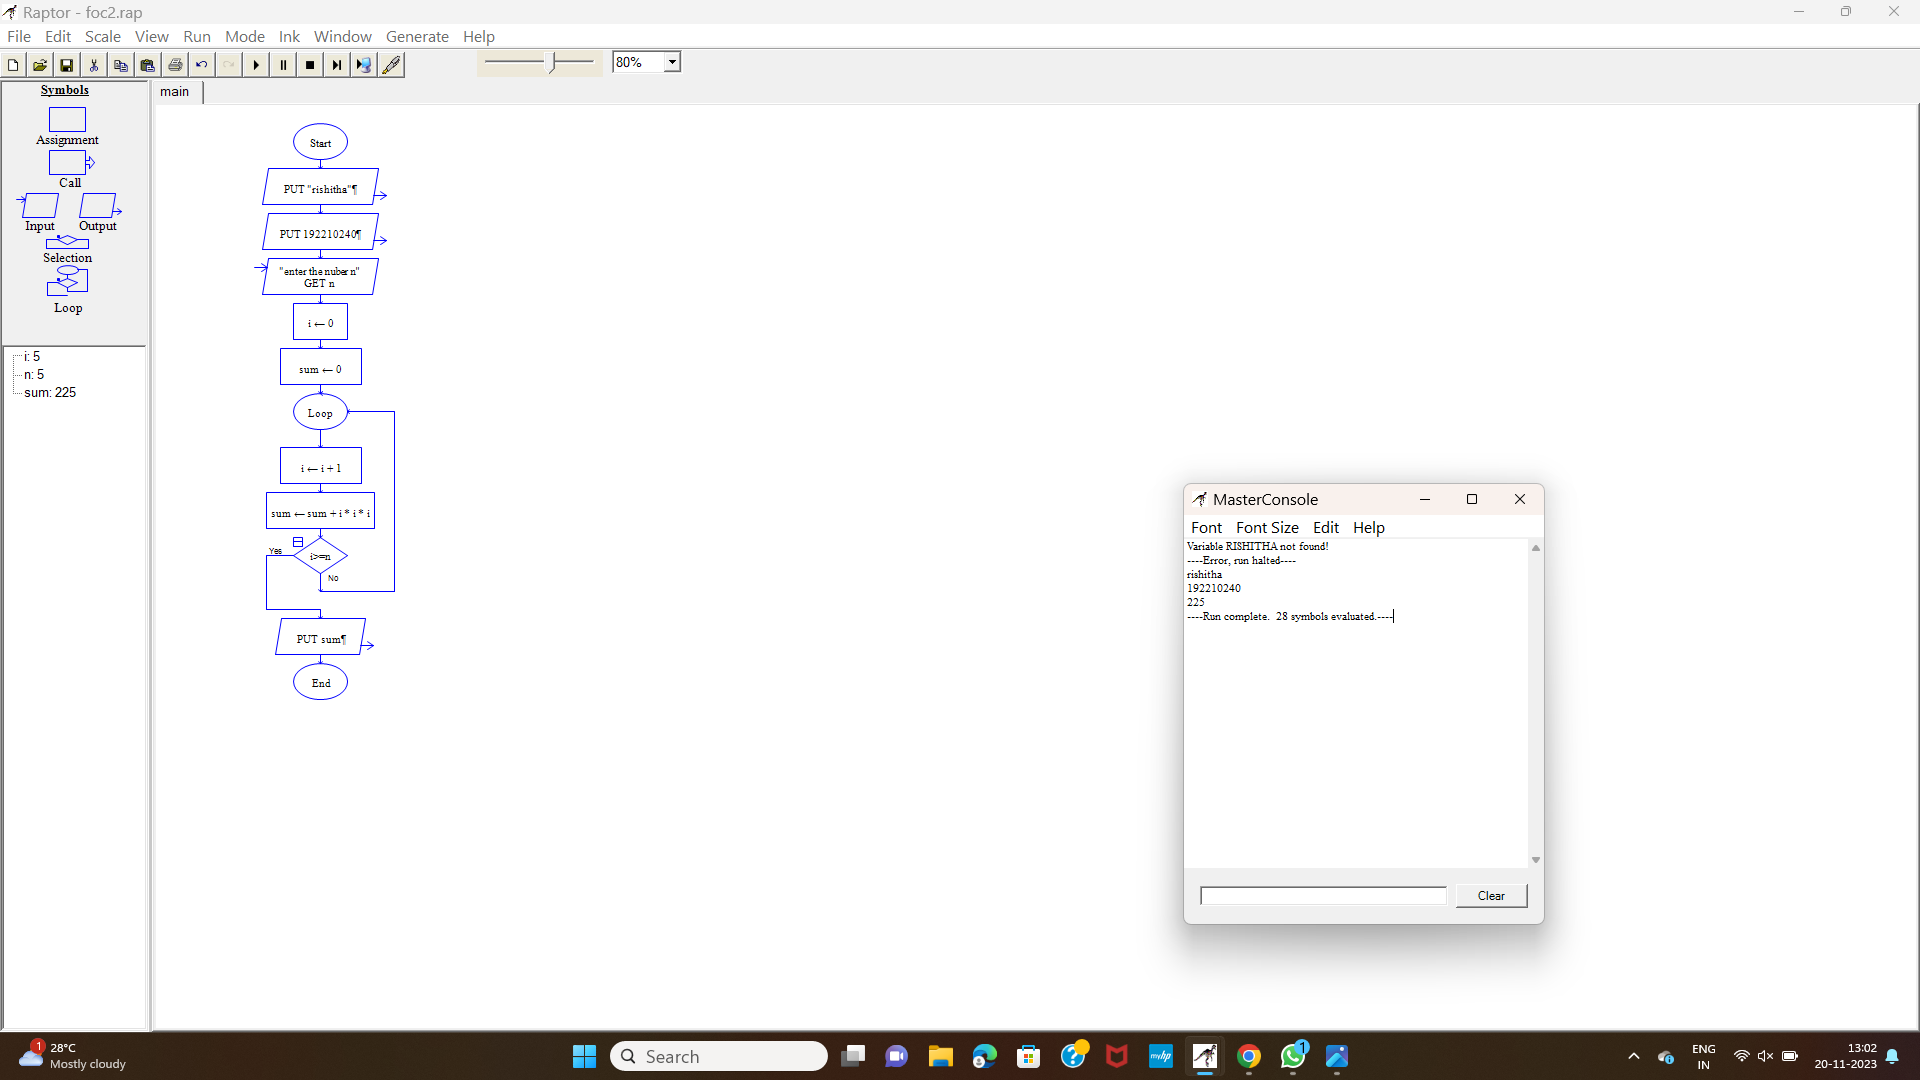 Raptor - foc2.rap
File Edit Scale View Run Mode Ink Window Generate Help
80%
Symbols
Assignment
Call
Input Output
Selection
Loop
i: 5
n: 5
sum: 225
main
Start
PUT "rishitha"¶
PUT 192210240¶
"enter the nuber n"
GET n
i ← 0
sum ← 0
Loop
i ← i + 1
sum ← sum + i * i * i
Yes
i>=n
No
PUT sum¶
End
MasterConsole
Font Font Size Edit Help
Variable RISHITHA not found!
----Error, run halted----
rishitha
192210240
225
----Run complete.  28 symbols evaluated.----
Clear
1
28°C
Mostly cloudy
Search
myhp
1
ENG
IN
13:02
20-11-2023